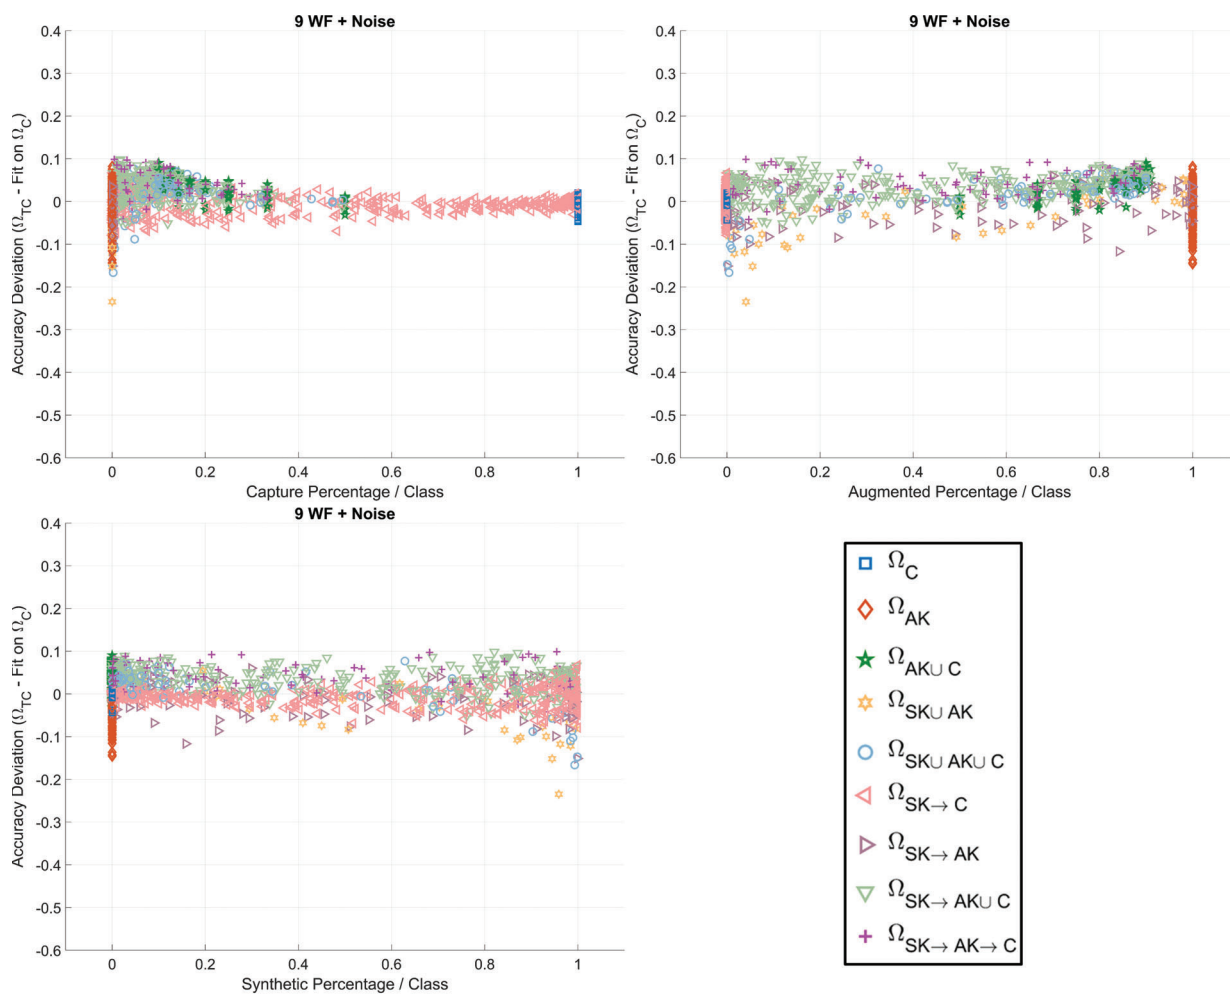 9 WF + Noise
0.4
0.3
0.2
0.1
0
-0.1
-0.2
-0.3
-0.4
-0.5
-0.6
Accuracy Deviation (Ω_TC - Fit on Ω_C)
0 0.2 0.4 0.6 0.8 1
Capture Percentage / Class
9 WF + Noise
0.4
0.3
0.2
0.1
0
-0.1
-0.2
-0.3
-0.4
-0.5
-0.6
Accuracy Deviation (Ω_TC - Fit on Ω_C)
0 0.2 0.4 0.6 0.8 1
Augmented Percentage / Class
9 WF + Noise
0.4
0.3
0.2
0.1
0
-0.1
-0.2
-0.3
-0.4
-0.5
-0.6
Accuracy Deviation (Ω_TC - Fit on Ω_C)
0 0.2 0.4 0.6 0.8 1
Synthetic Percentage / Class
Ω_C
Ω_AK
Ω_AK∪ C
Ω_SK∪ AK
Ω_SK∪ AK∪ C
Ω_SK→ C
Ω_SK→ AK
Ω_SK→ AK∪ C
Ω_SK→ AK→ C